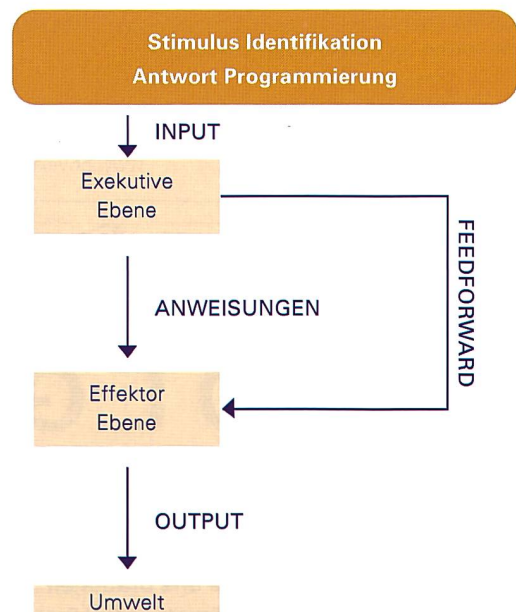 Stimulus Identifikation
Antwort Programmierung
INPUT
Exekutive
Ebene
FEEDFORWARD
ANWEISUNGEN
Effektor
Ebene
OUTPUT
Umwelt